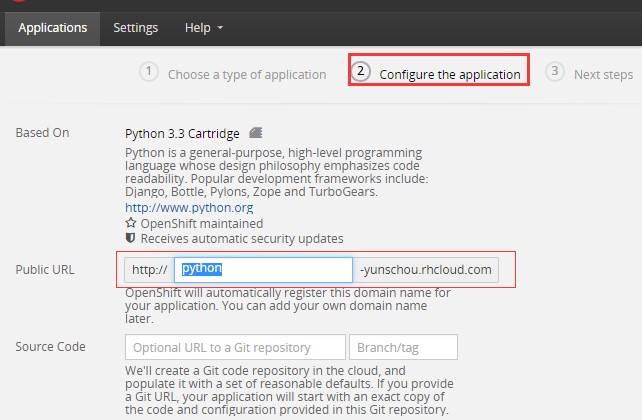 Applications Settings Help
1 Choose a type of application 2 Configure the application 3 Next steps
Based On Python 3.3 Cartridge
Python is a general-purpose, high-level programming
language whose design philosophy emphasizes code
readability. Popular development frameworks include:
Django, Bottle, Pylons, Zope and TurboGears.
http://www.python.org
OpenShift maintained
Receives automatic security updates
Public URL http:// python -yunschou.rhcloud.com
OpenShift will automatically register this domain name for
your application. You can add your own domain name
later.
Source Code Optional URL to a Git repository Branch/tag
We'll create a Git code repository in the cloud, and
populate it with a set of reasonable defaults. If you provide
a Git URL, your application will start with an exact copy of
the code and configuration provided in this Git repository.